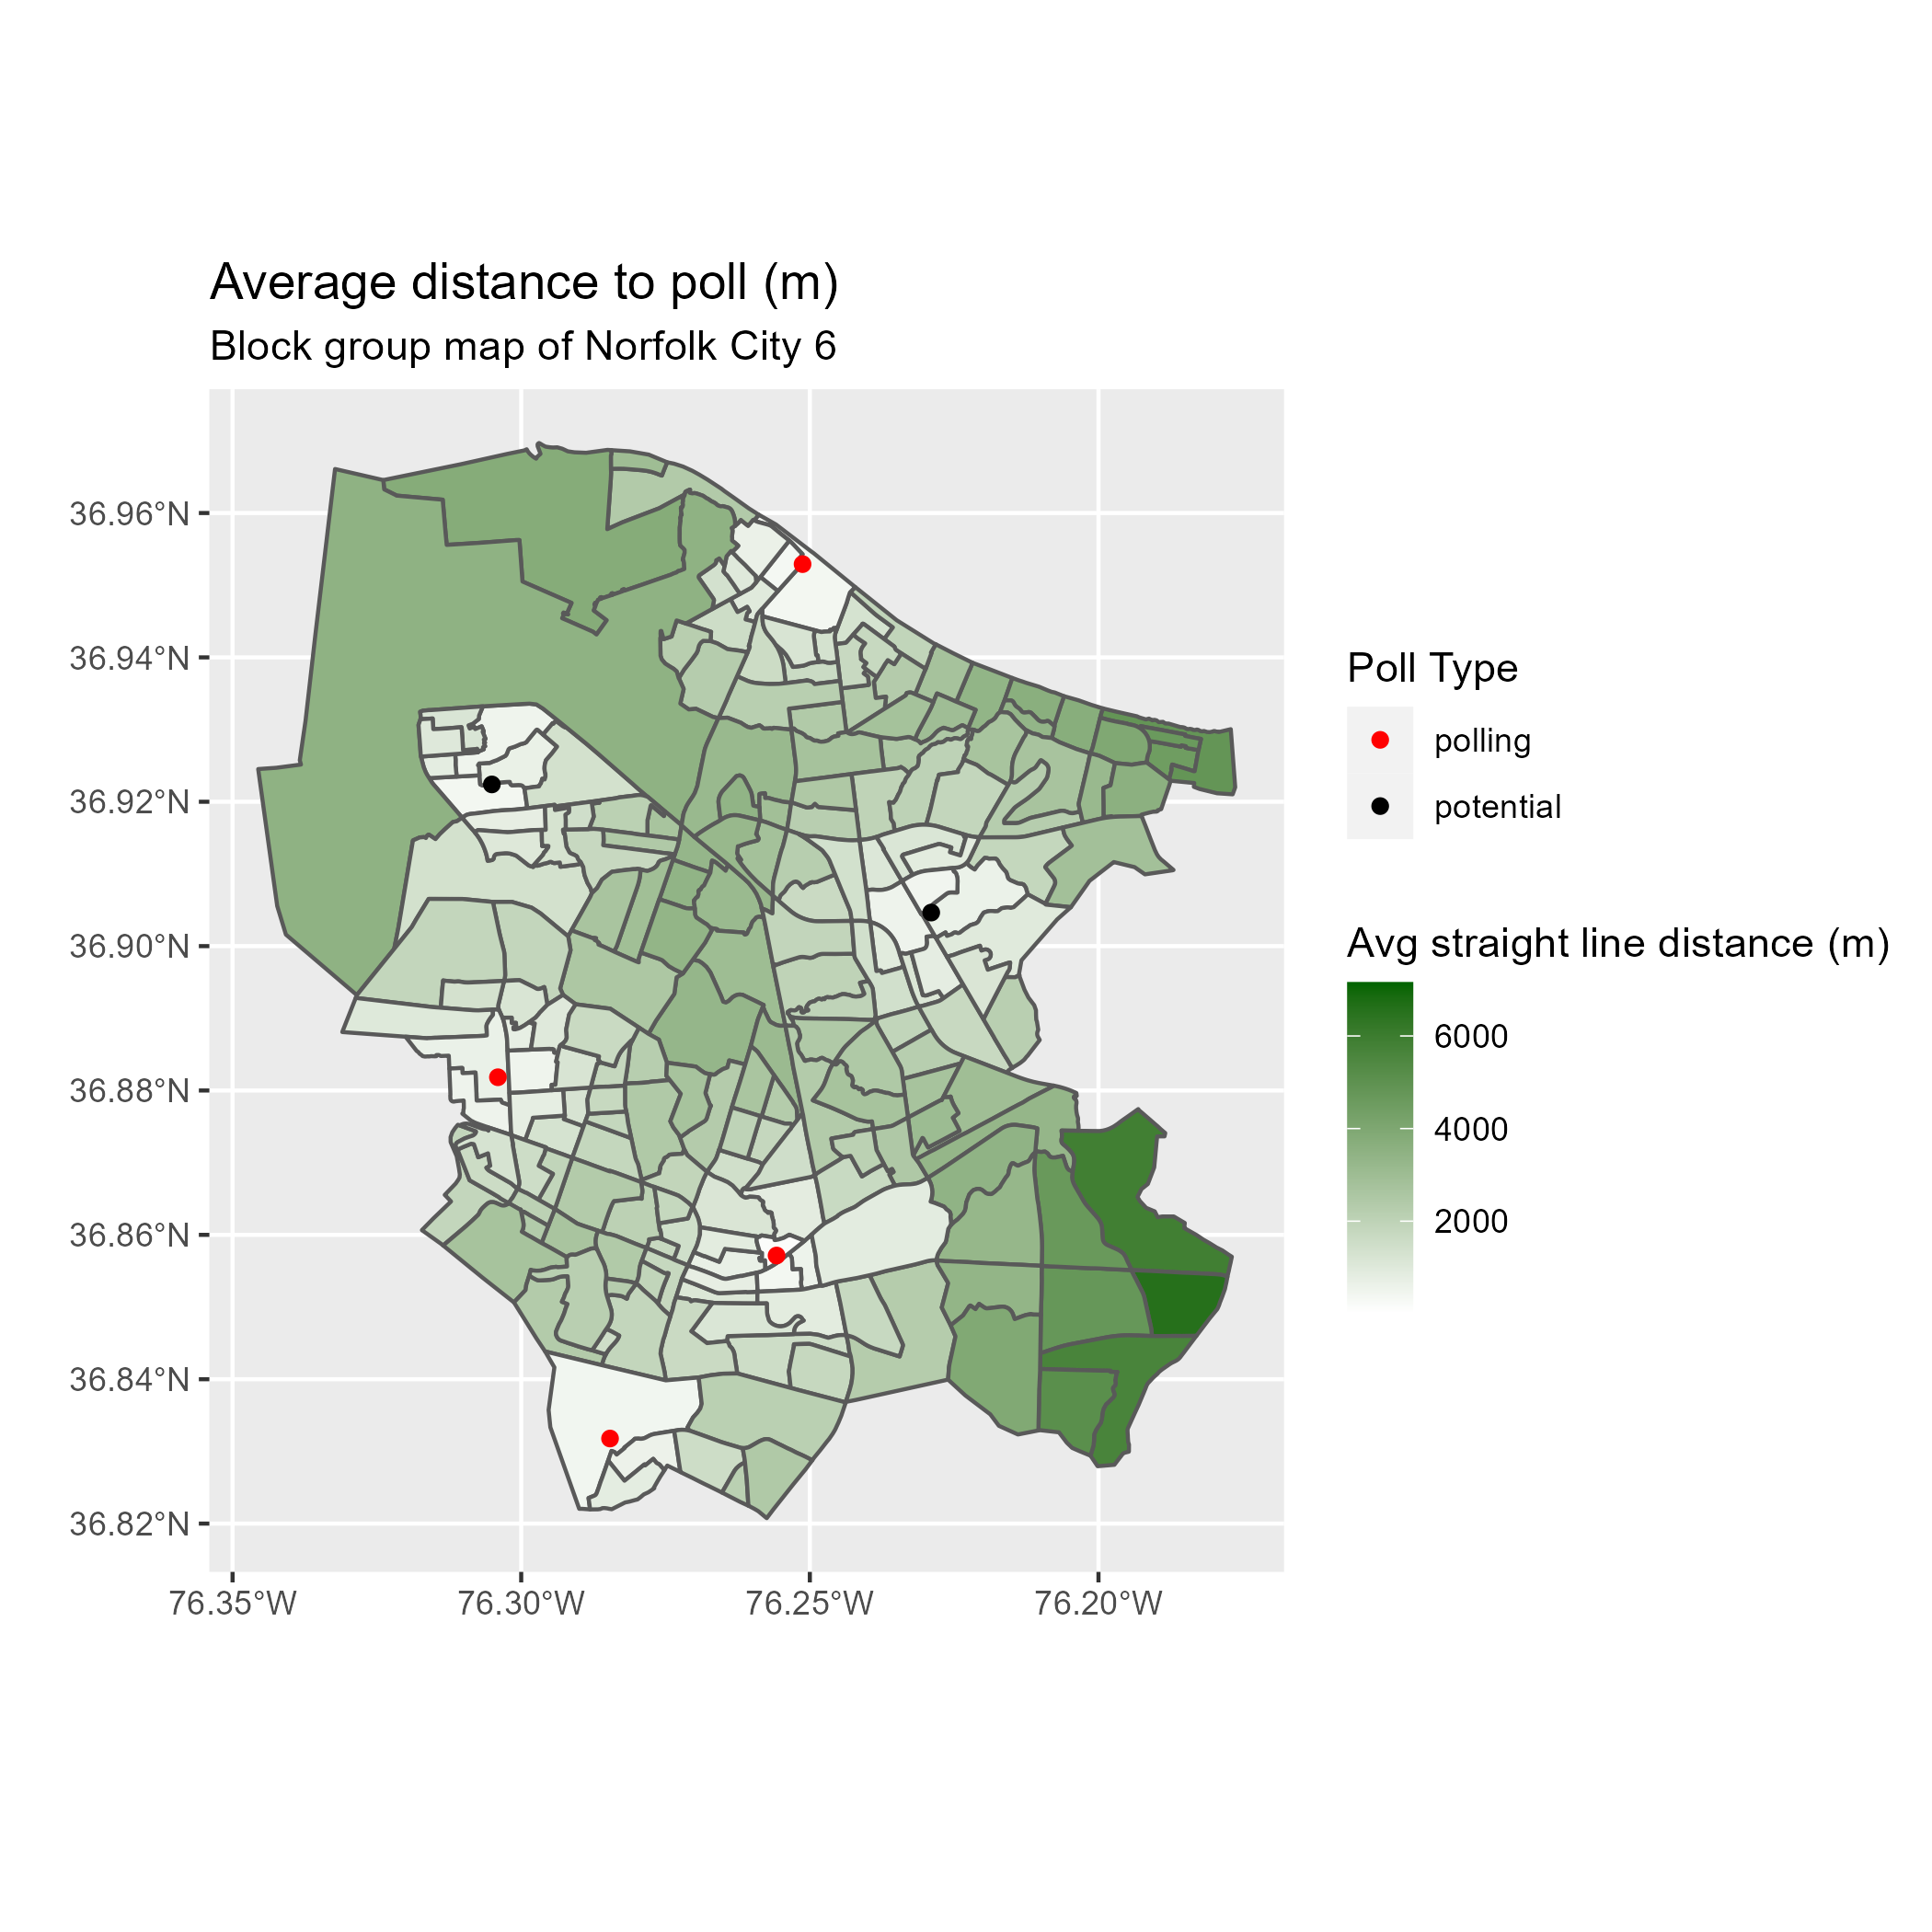 Average distance to poll (m)
Block group map of Norfolk City 6
36.96°N
36.94°N
36.92°N
36.90°N
36.88°N
36.86°N
36.84°N
36.82°N
76.35°W
76.30°W
76.25°W
76.20°W
Poll Type
polling
potential
Avg straight line distance (m)
6000
4000
2000